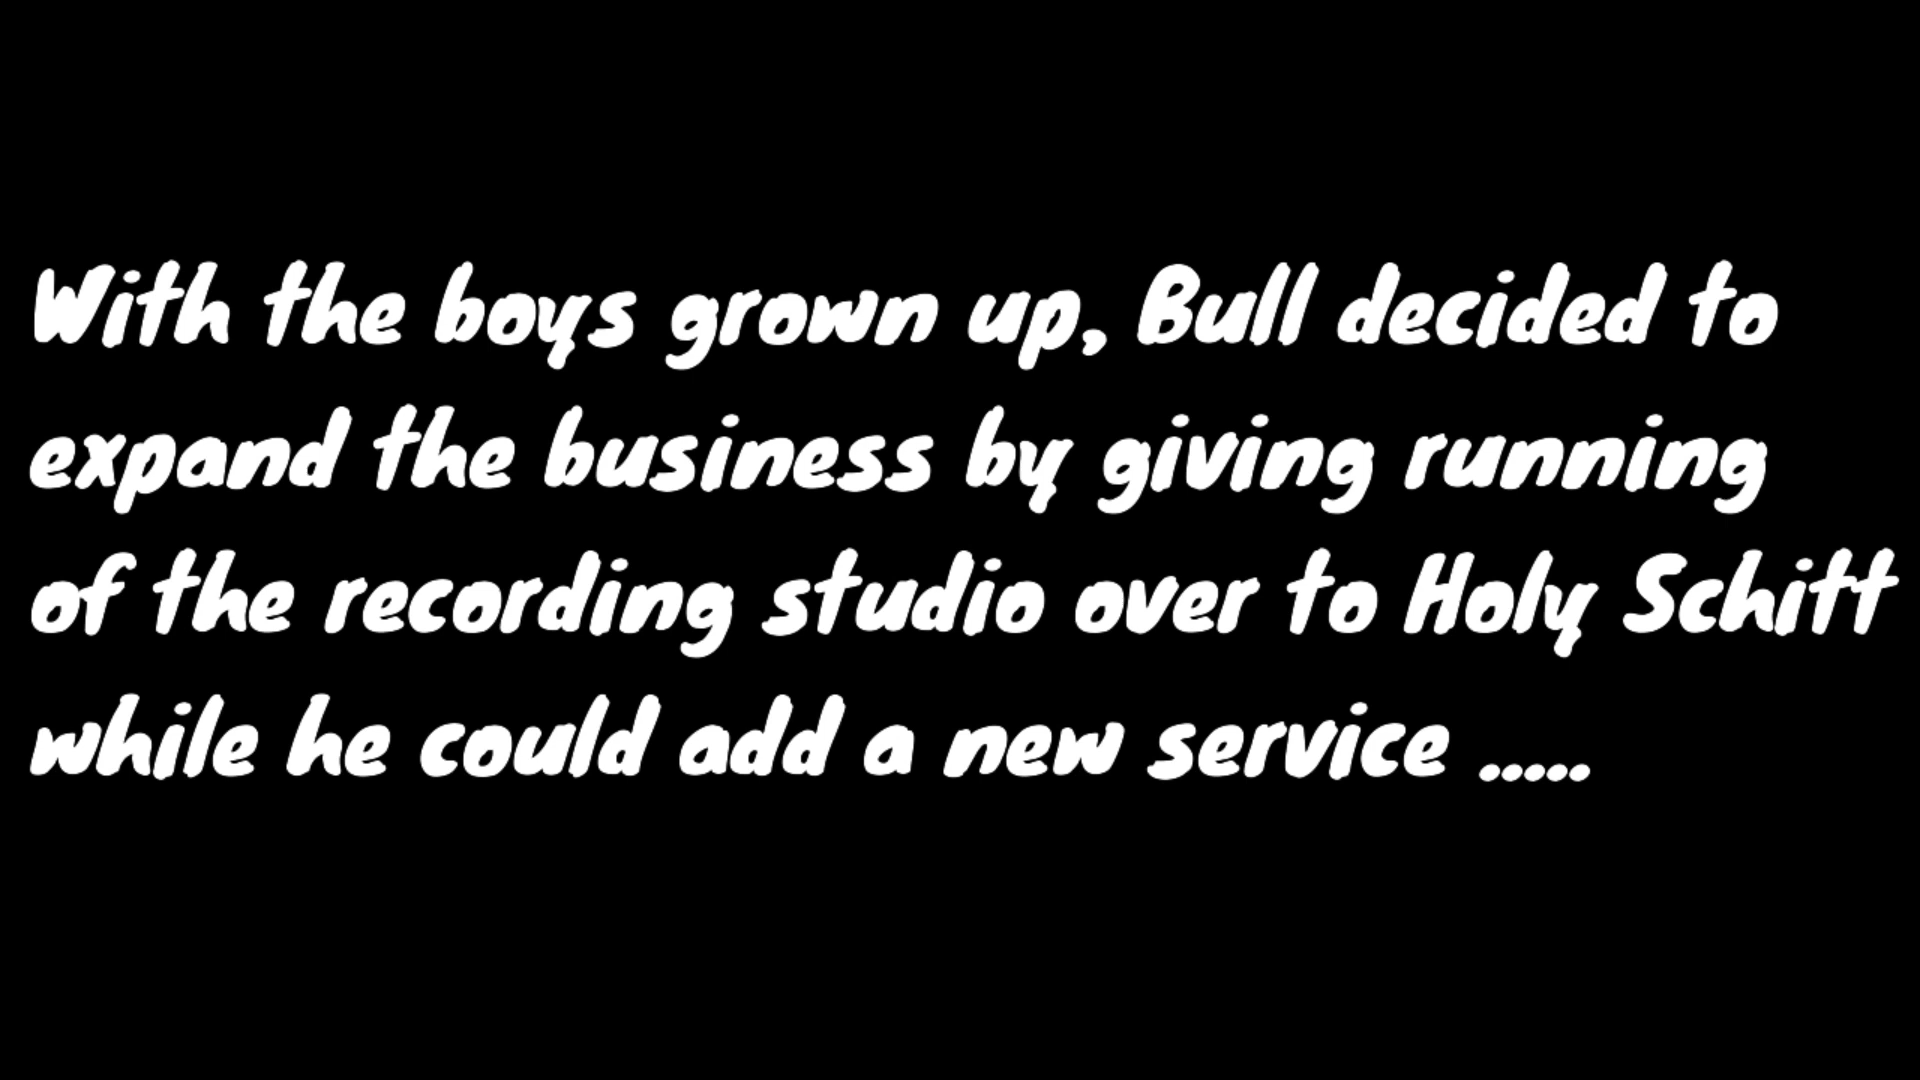 With the boys grown up, Bull decided to
expand the business by giving running
of the recording studio over to Holy Schitt
while he could add a new service .....